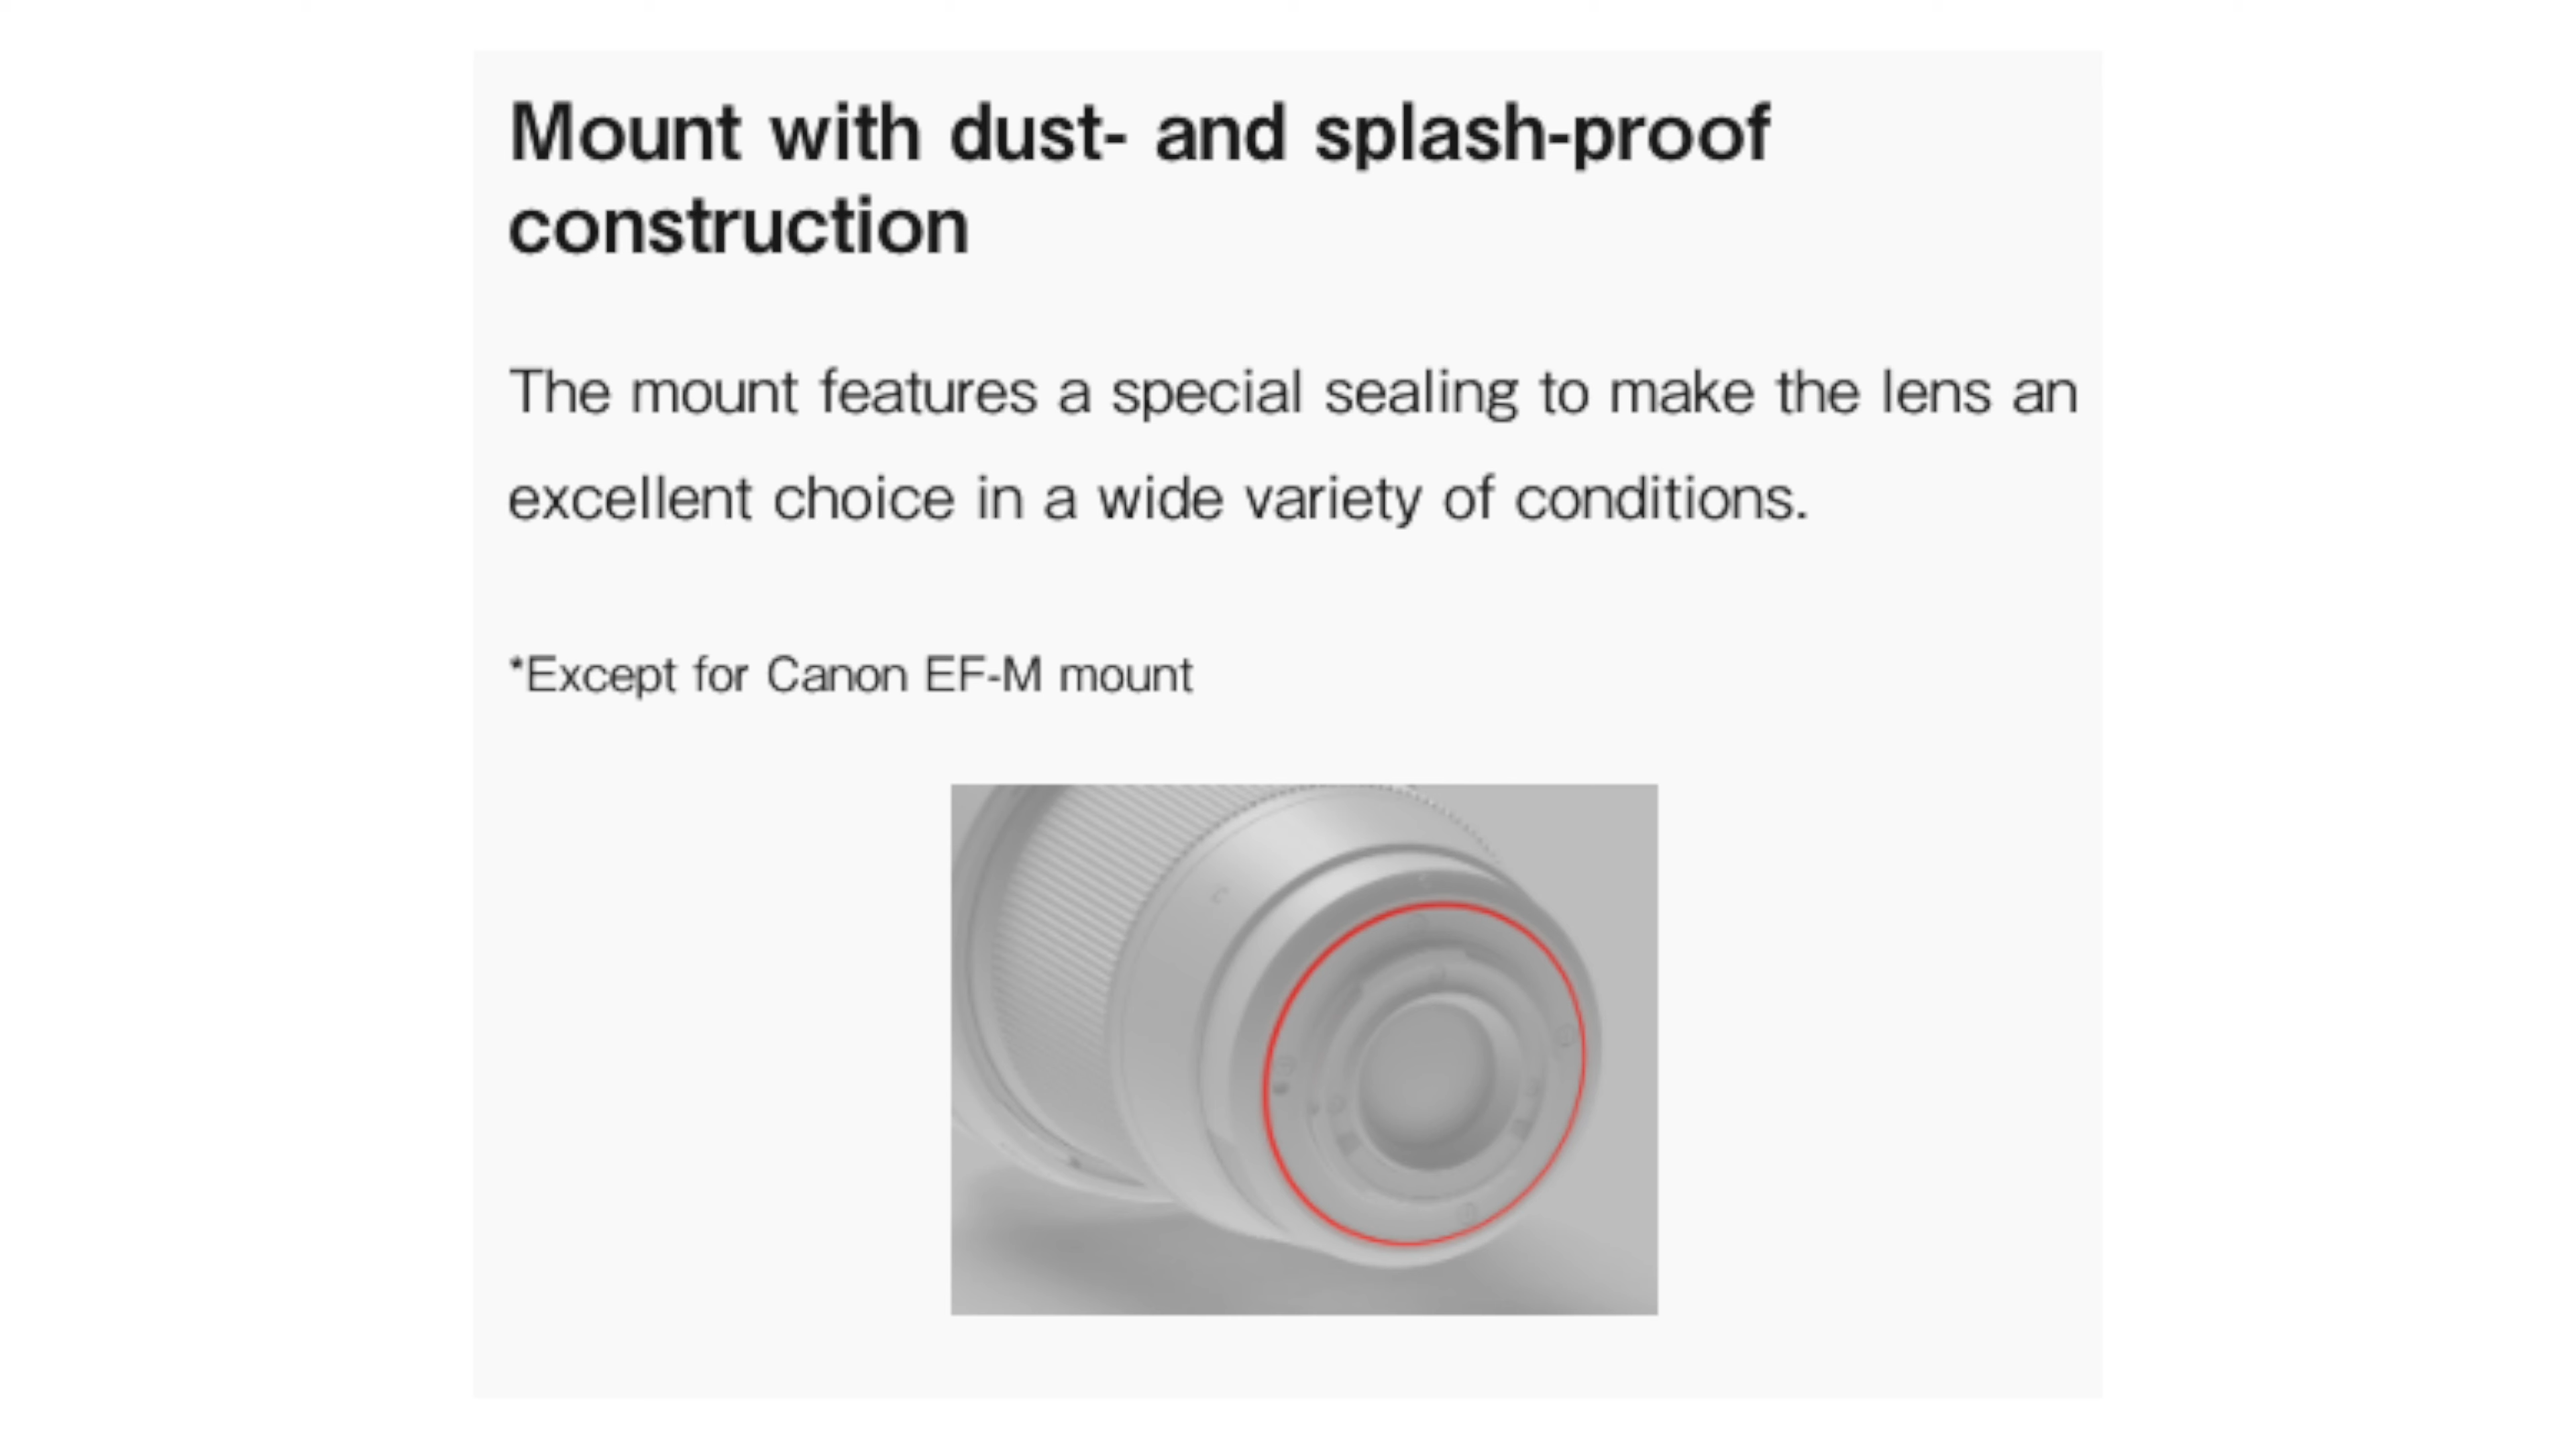 Mount with dust- and splash-proof
construction
The mount features a special sealing to make the lens an
excellent choice in a wide variety of conditions.
*Except for Canon EF-M mount